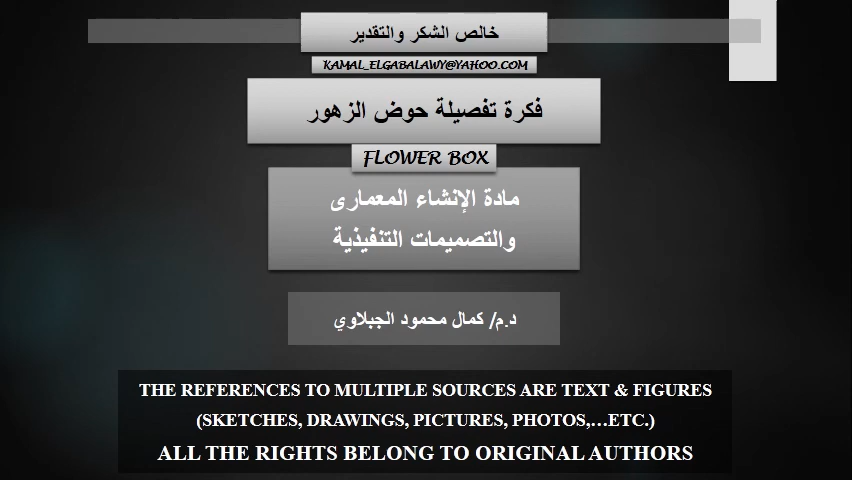 خالص الشكر والتقدير
KAMAL_ELGABALAWY@YAHOO.COM
فكرة تفصيلة حوض الزهور
FLOWER BOX
مادة الإنشاء المعمارى
والتصميمات التنفيذية
د.م/ كمال محمود الجبلاوي
THE REFERENCES TO MULTIPLE SOURCES ARE TEXT & FIGURES
(SKETCHES, DRAWINGS, PICTURES, PHOTOS,…ETC.)
ALL THE RIGHTS BELONG TO ORIGINAL AUTHORS